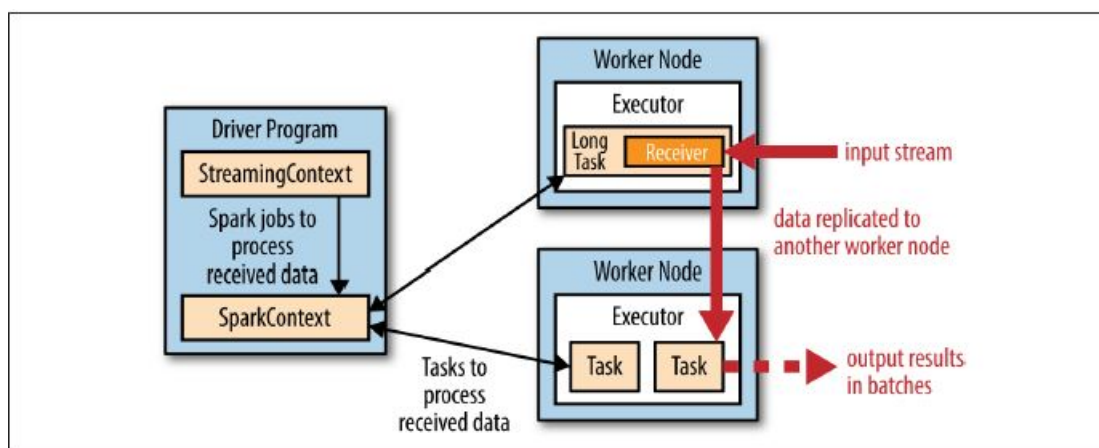 Driver Program
StreamingContext
Spark jobs to
process
received data
SparkContext
Tasks to
process
received data
Worker Node
Executor
Long
Task
Receiver
input stream
data replicated to
another worker node
Worker Node
Executor
Task
Task
output results
in batches